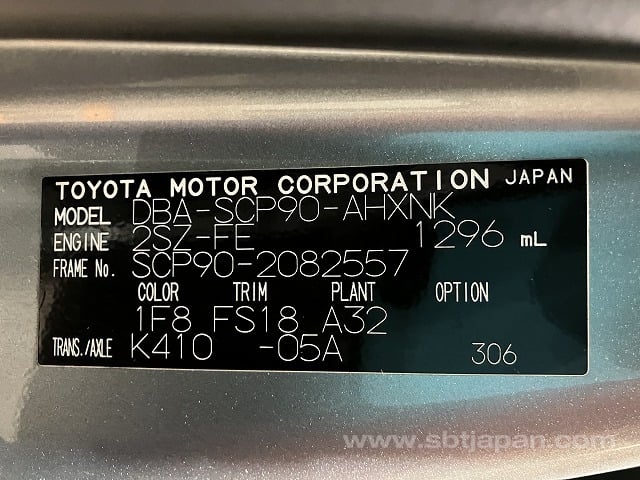 TOYOTA MOTOR CORPORATION JAPAN
MODEL DBA-SCP90-AHXNK
ENGINE 2SZ-FE 1296 mL
FRAME No. SCP90-2082557
COLOR TRIM PLANT OPTION
1F8 FS18 A32
TRANS./AXLE K410 -05A 306
www.sbtjapan.com